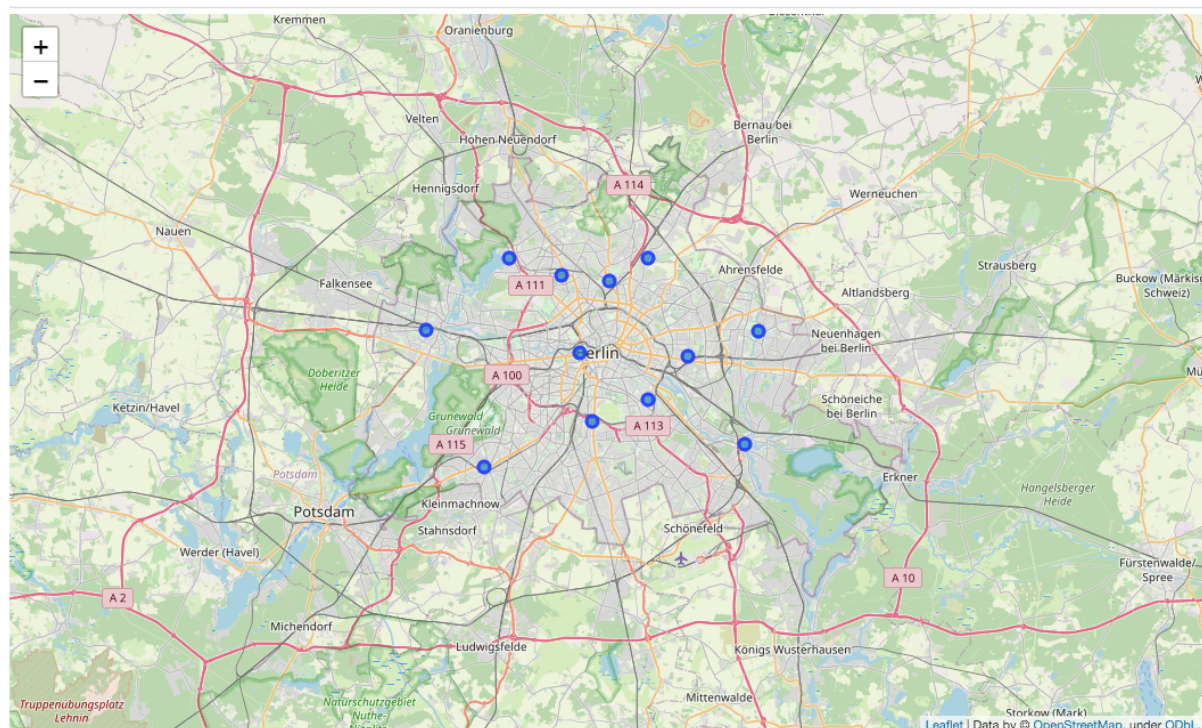 +
−
Kremmen
Oranienburg
Velten
Hohen Neuendorf
Bernau bei
Berlin
A 114
Hennigsdorf
Werneuchen
Nauen
Strausberg
Ahrensfelde
Falkensee
A 111
Buckow (Märkische
Schweiz)
Altlandsberg
Neuenhagen
bei Berlin
Berlin
Döberitzer
Heide
A 100
Ketzin/Havel
Schöneiche
bei Berlin
Grunewald
Grunewald
A 113
A 115
Potsdam
Erkner
Hangelsberger
Heide
Kleinmachnow
Potsdam
Stahnsdorf
Schönefeld
Werder (Havel)
Fürstenwalde/
Spree
A 10
A 2
Michendorf
Ludwigsfelde
Königs Wusterhausen
Truppenübungsplatz
Lehnin
Naturschutzgebiet
Nuthe-
Mittenwalde
Storkow (Mark)
Leaflet | Data by © OpenStreetMap, under ODbL